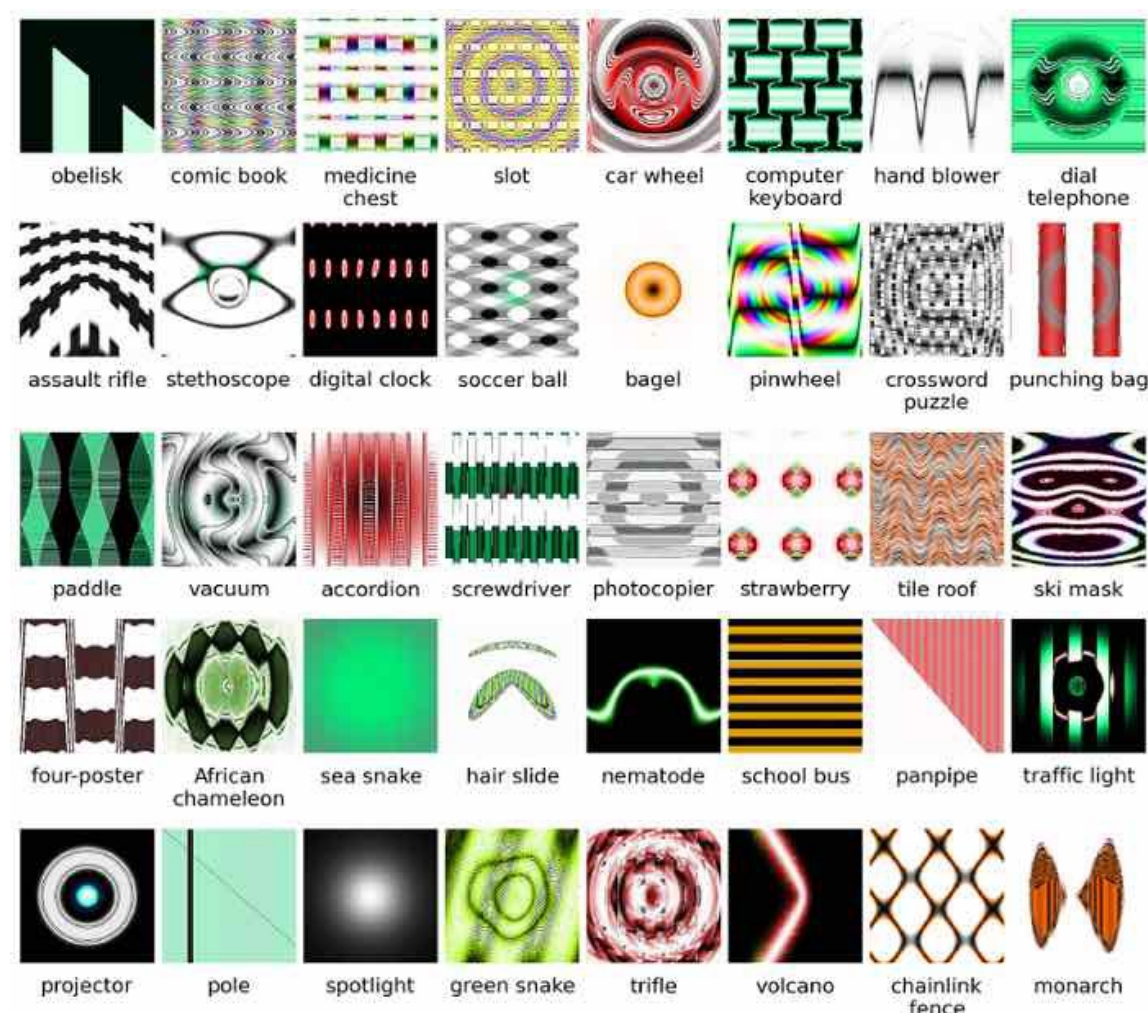 obelisk comic book medicine chest slot car wheel computer keyboard hand blower dial telephone
assault rifle stethoscope digital clock soccer ball bagel pinwheel crossword puzzle punching bag
paddle vacuum accordion screwdriver photocopier strawberry tile roof ski mask
four-poster African chameleon sea snake hair slide nematode school bus panpipe traffic light
projector pole spotlight green snake trifle volcano chainlink fence monarch